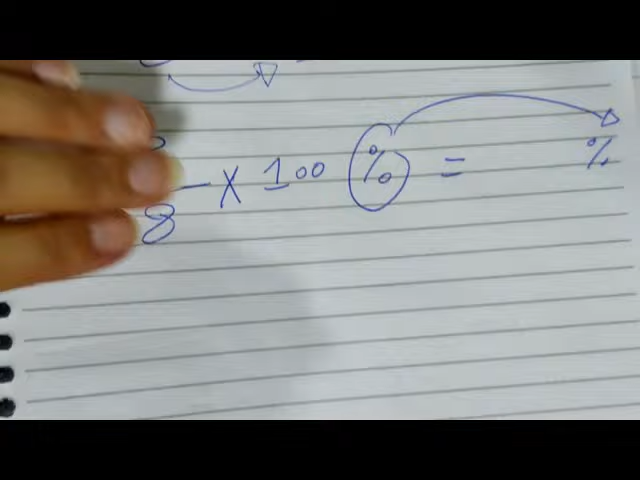 — X 100 % = %
8